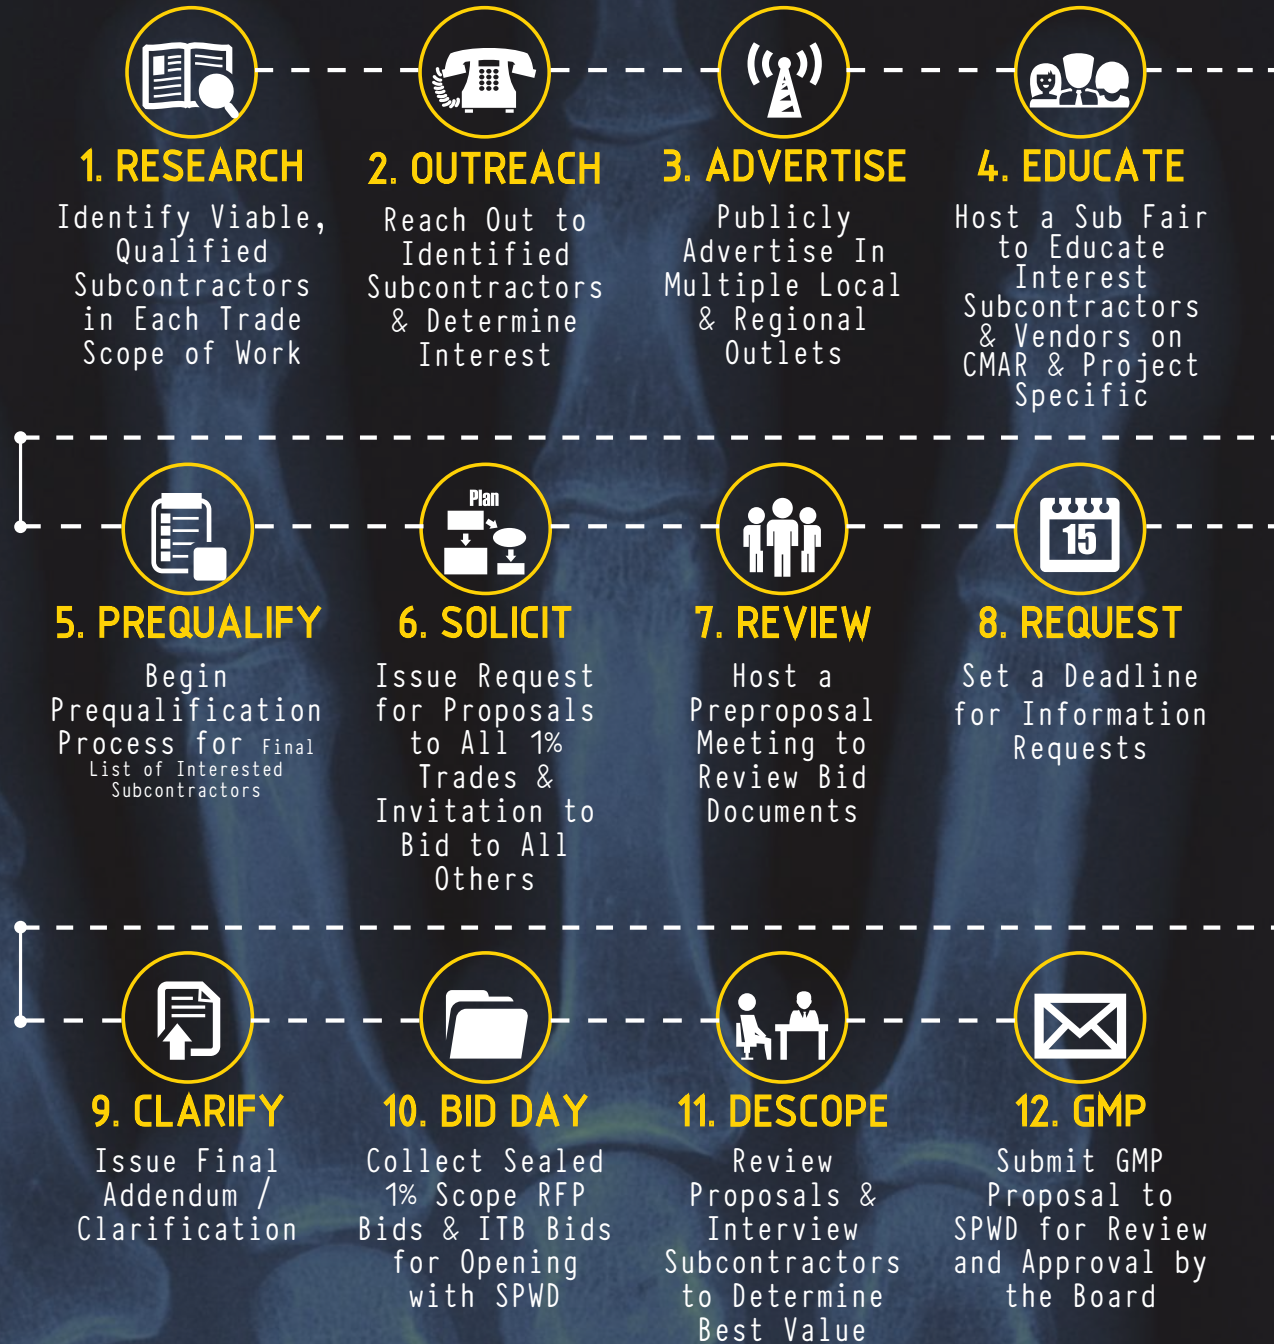 1. RESEARCH
Identify Viable,
Qualified
Subcontractors
in Each Trade
Scope of Work
2. OUTREACH
Reach Out to
Identified
Subcontractors
& Determine
Interest
3. ADVERTISE
Publicly
Advertise In
Multiple Local
& Regional
Outlets
4. EDUCATE
Host a Sub Fair
to Educate
Interest
Subcontractors
& Vendors on
CMAR & Project
Specific
5. PREQUALIFY
Begin
Prequalification
Process for Final
List of Interested
Subcontractors
Plan
6. SOLICIT
Issue Request
for Proposals
to All 1%
Trades &
Invitation to
Bid to All
Others
7. REVIEW
Host a
Preproposal
Meeting to
Review Bid
Documents
15
8. REQUEST
Set a Deadline
for Information
Requests
9. CLARIFY
Issue Final
Addendum /
Clarification
10. BID DAY
Collect Sealed
1% Scope RFP
Bids & ITB Bids
for Opening
with SPWD
11. DESCOPE
Review
Proposals &
Interview
Subcontractors
to Determine
Best Value
12. GMP
Submit GMP
Proposal to
SPWD for Review
and Approval by
the Board